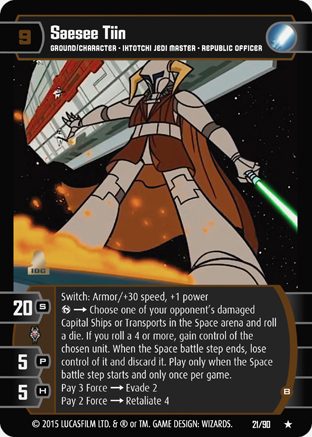 9 Saesee Tiin
GROUND/CHARACTER • IKTOTCHI JEDI MASTER • REPUBLIC OFFICER
IDC
20 S
5 P
5 H
Switch: Armor/+30 speed, +1 power
→ Choose one of your opponent's damaged
Capital Ships or Transports in the Space arena and roll
a die. If you roll a 4 or more, gain control of the
chosen unit. When the Space battle step ends, lose
control of it and discard it. Play only when the Space
battle step starts and only once per game.
Pay 3 Force → Evade 2
Pay 2 Force → Retaliate 4
B
© 2015 LUCASFILM LTD. & ® or TM. GAME DESIGN: WIZARDS. 21/90 ★